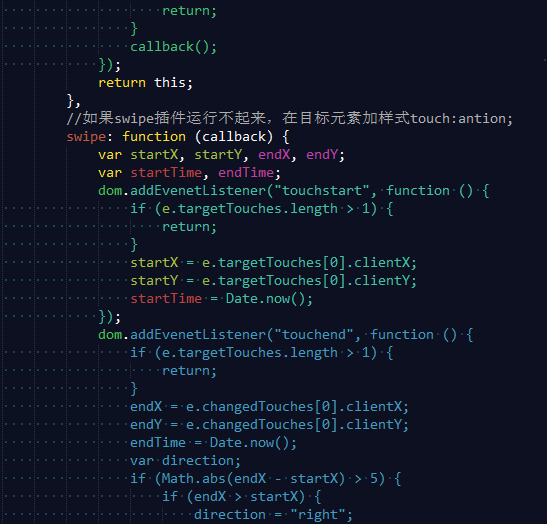 return;
}
callback();
});
return this;
},
//如果swipe插件运行不起来，在目标元素加样式touch:antion;
swipe: function (callback) {
var startX, startY, endX, endY;
var startTime, endTime;
dom.addEvenetListener("touchstart", function () {
if (e.targetTouches.length > 1) {
return;
}
startX = e.targetTouches[0].clientX;
startY = e.targetTouches[0].clientY;
startTime = Date.now();
});
dom.addEvenetListener("touchend", function () {
if (e.targetTouches.length > 1) {
return;
}
endX = e.changedTouches[0].clientX;
endY = e.changedTouches[0].clientY;
endTime = Date.now();
var direction;
if (Math.abs(endX - startX) > 5) {
if (endX > startX) {
direction = "right";